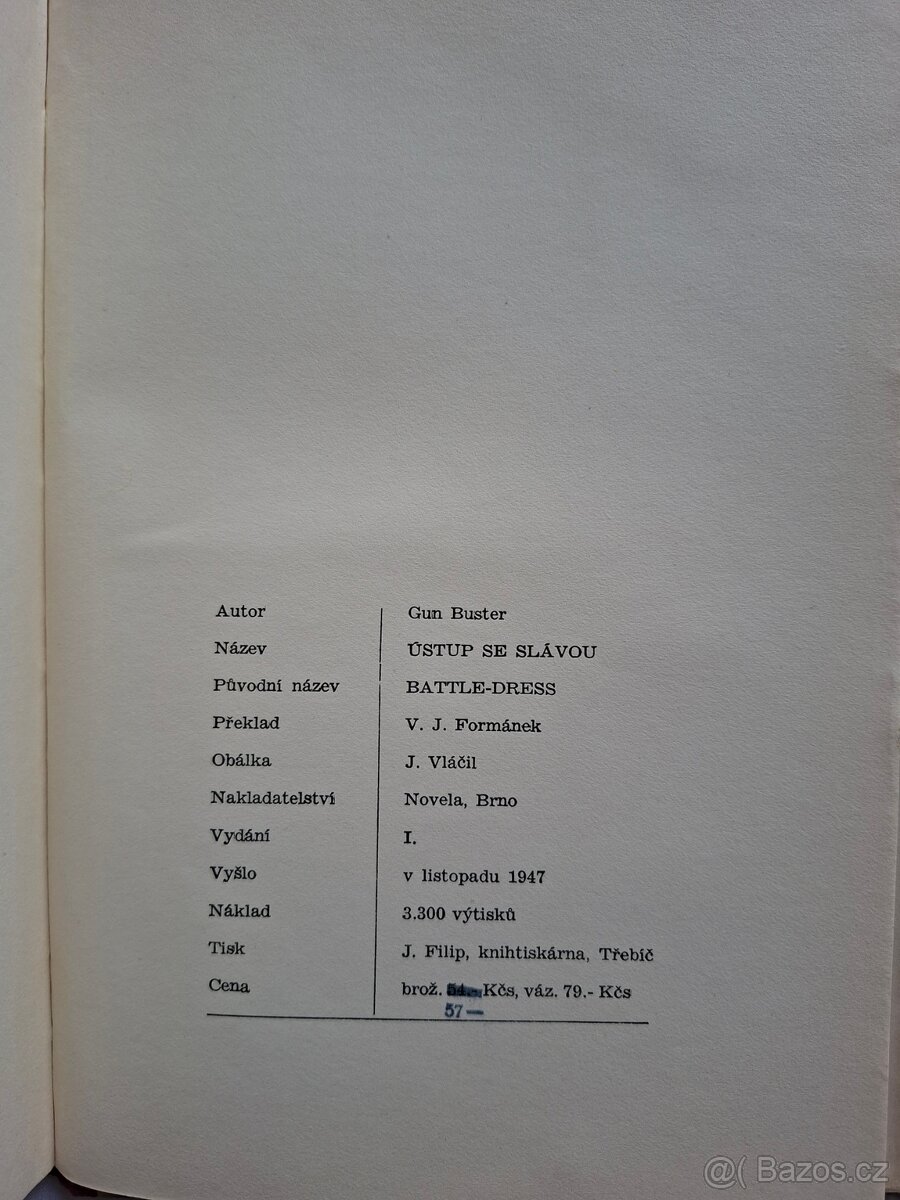 Autor Gun Buster
Název ÚSTUP SE SLÁVOU
Původní název BATTLE-DRESS
Překlad V. J. Formánek
Obálka J. Vláčil
Nakladatelství Novela, Brno
Vydání I.
Vyšlo v listopadu 1947
Náklad 3.300 výtisků
Tisk J. Filip, knihtiskárna, Třebíč
Cena brož. 54.- Kčs, váz. 79.- Kčs
57—
@( Bazos.cz